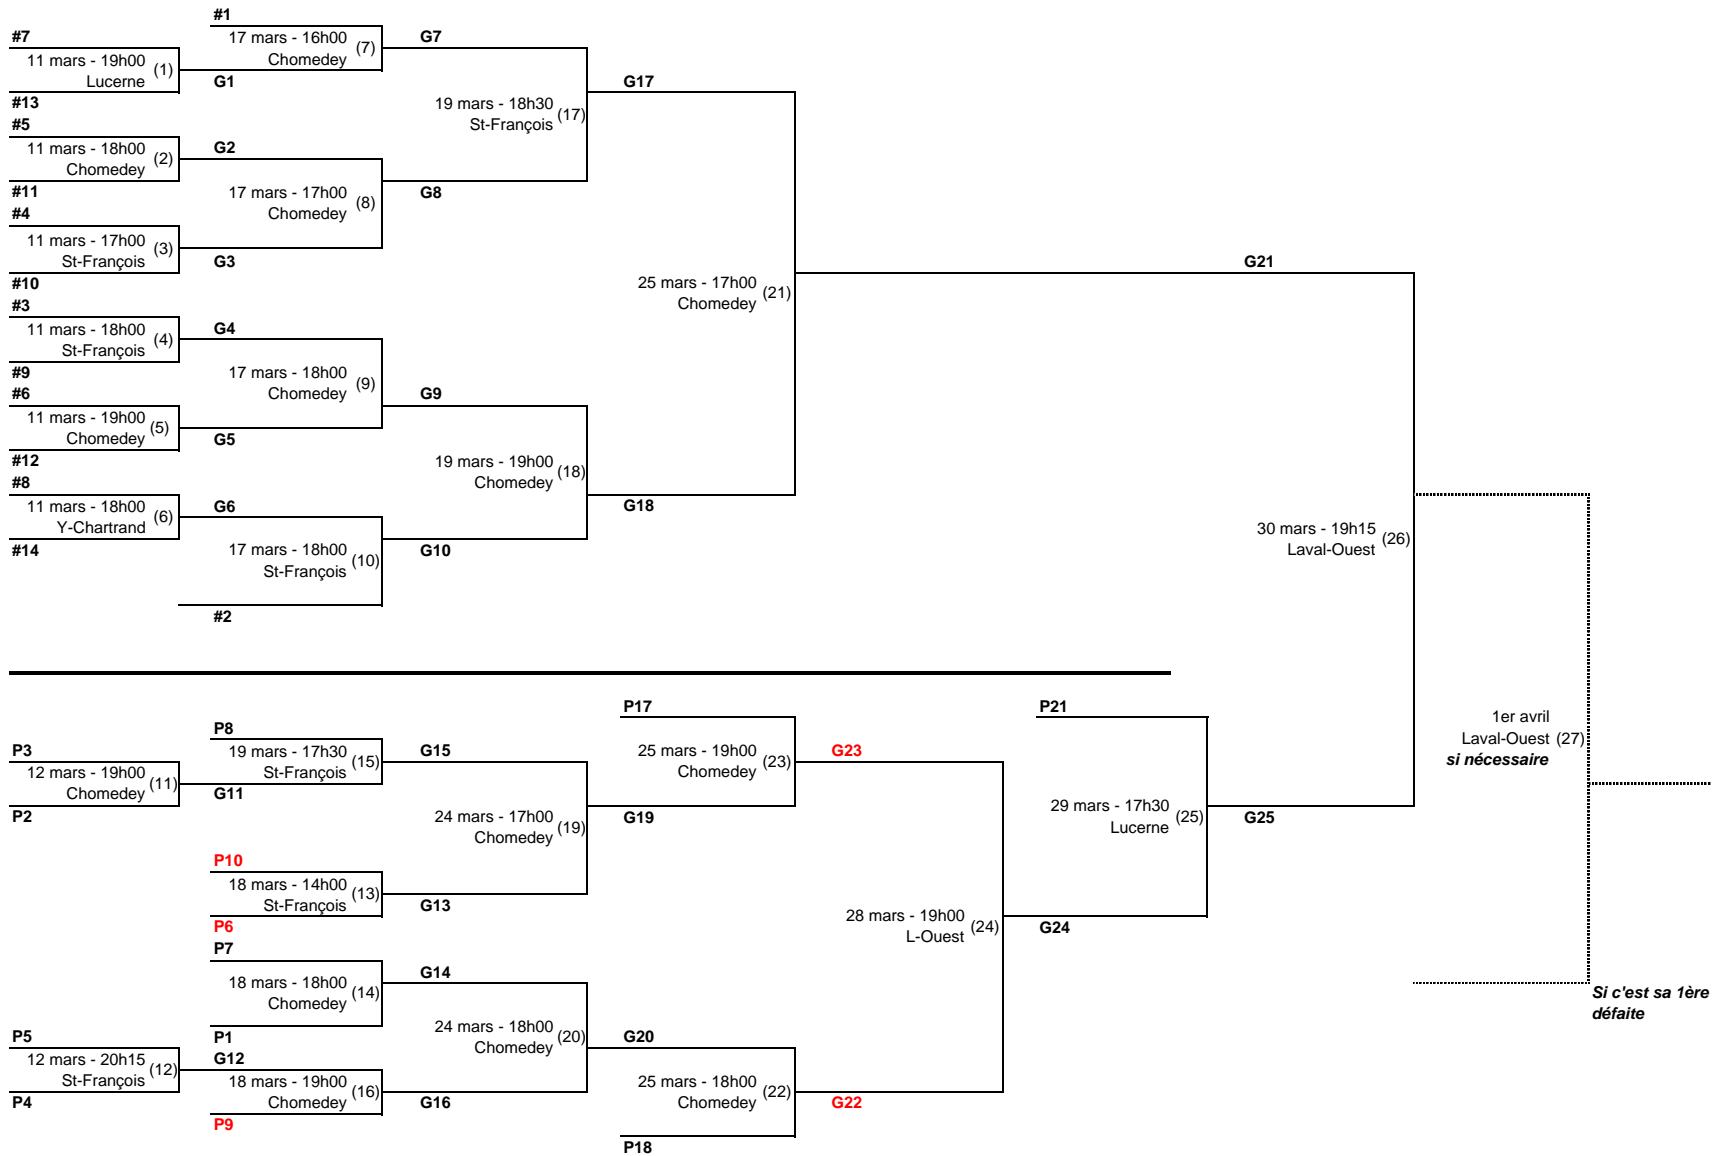 #1
#7
17 mars - 16h00
Chomedey
(7)
G7
11 mars - 19h00
Lucerne
(1)
G1
#13
G17
19 mars - 18h30
St-François
(17)
#5
11 mars - 18h00
Chomedey
(2)
G2
#11
17 mars - 17h00
Chomedey
(8)
G8
#4
11 mars - 17h00
St-François
(3)
G3
#10
G21
25 mars - 17h00
Chomedey
(21)
#3
11 mars - 18h00
St-François
(4)
G4
#9
17 mars - 18h00
Chomedey
(9)
G9
#6
11 mars - 19h00
Chomedey
(5)
G5
#12
19 mars - 19h00
Chomedey
(18)
G18
#8
11 mars - 18h00
Y-Chartrand
(6)
G6
#14
17 mars - 18h00
St-François
(10)
G10
#2
30 mars - 19h15
Laval-Ouest
(26)
P17
P21
P8
P3
19 mars - 17h30
St-François
(15)
G15
25 mars - 19h00
Chomedey
(23)
G23
1er avril
Laval-Ouest
(27)
si nécessaire
12 mars - 19h00
Chomedey
(11)
G11
P2
24 mars - 17h00
Chomedey
(19)
G19
29 mars - 17h30
Lucerne
(25)
G25
P10
18 mars - 14h00
St-François
(13)
G13
P6
28 mars - 19h00
L-Ouest
(24)
G24
P7
18 mars - 18h00
Chomedey
(14)
G14
P1
Si c'est sa 1ère
défaite
24 mars - 18h00
Chomedey
(20)
G20
P5
12 mars - 20h15
St-François
(12)
P4
G12
18 mars - 19h00
Chomedey
(16)
G16
P9
25 mars - 18h00
Chomedey
(22)
G22
P18